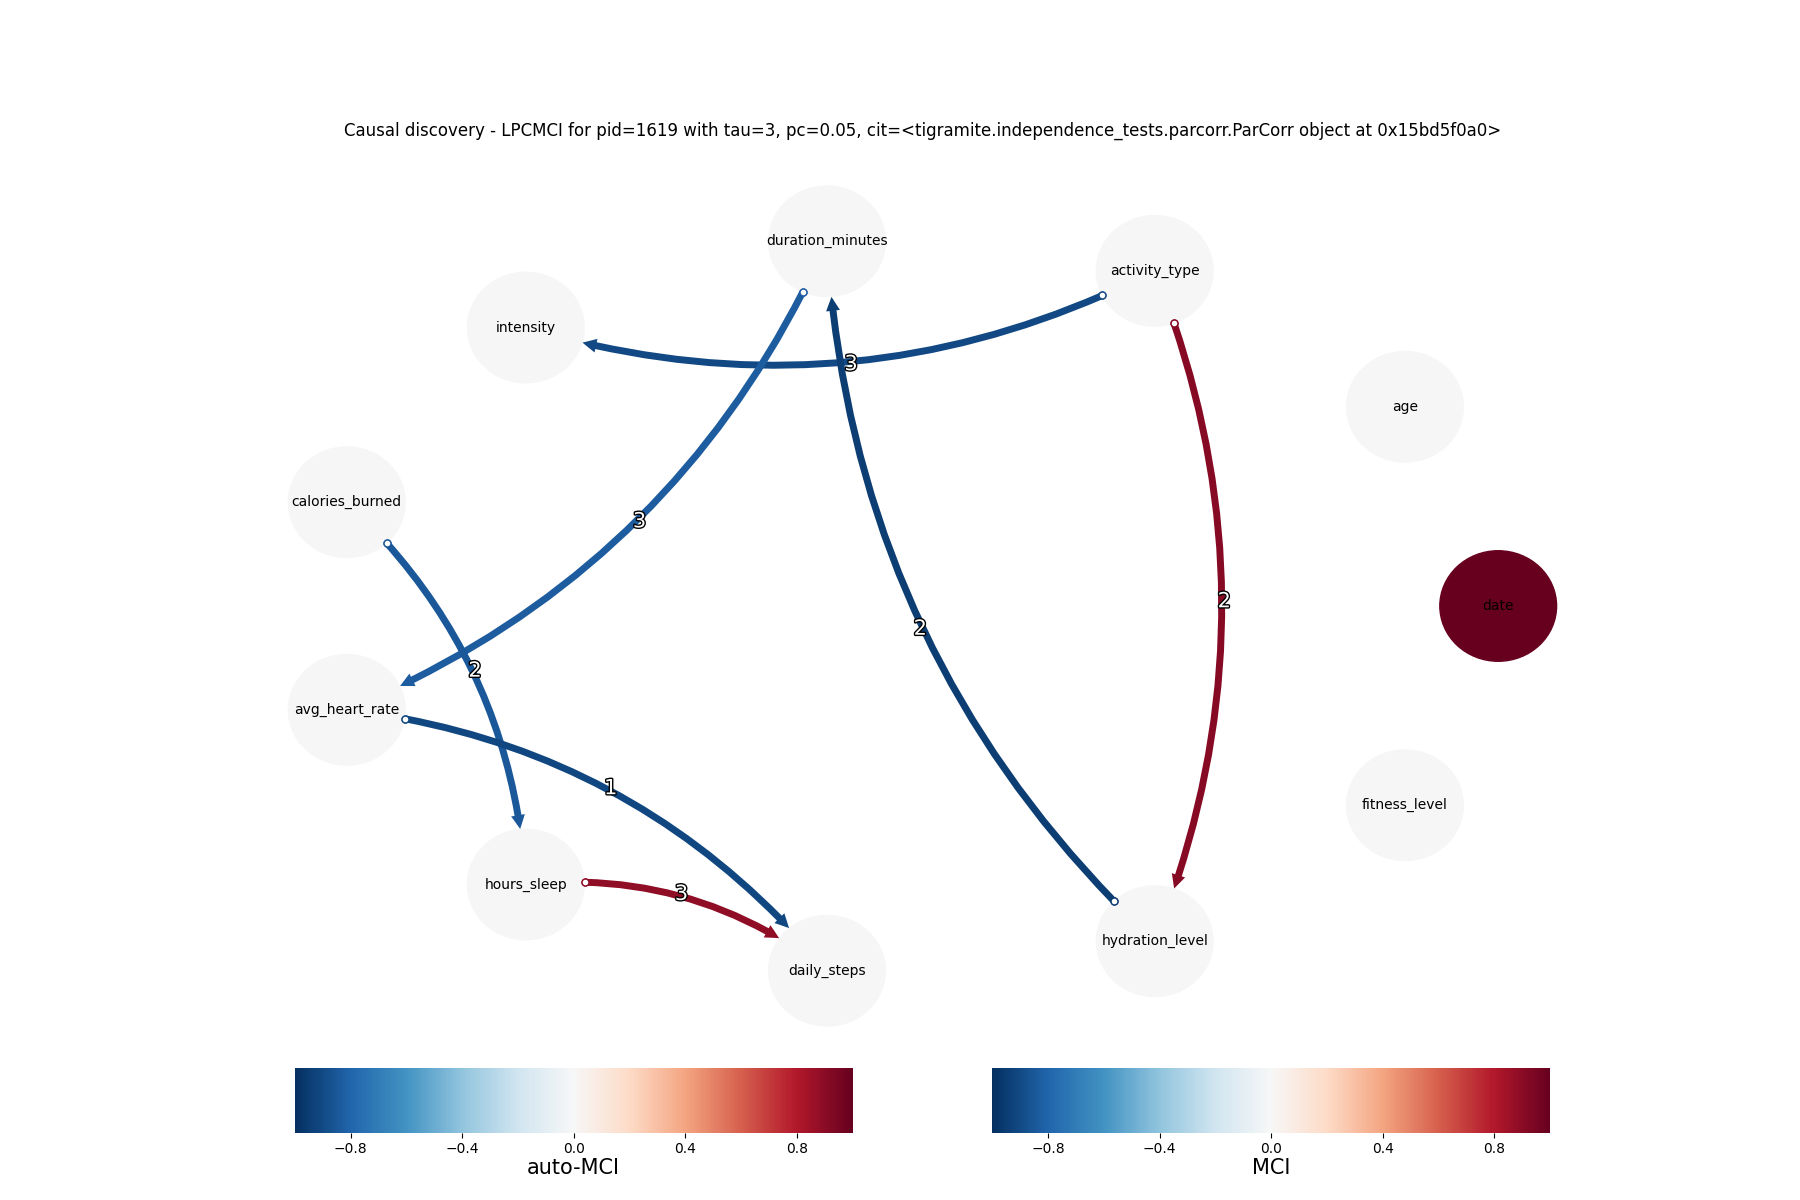 Causal discovery - LPCMCI for pid=1619 with tau=3, pc=0.05, cit=<tigramite.independence_tests.parcorr.ParCorr object at 0x15bd5f0a0>
duration_minutes
activity_type
intensity
3
age
calories_burned
3
2
date
2
2
avg_heart_rate
1
fitness_level
hours_sleep
3
hydration_level
daily_steps
−0.8 −0.4 0.0 0.4 0.8
auto-MCI
−0.8 −0.4 0.0 0.4 0.8
MCI